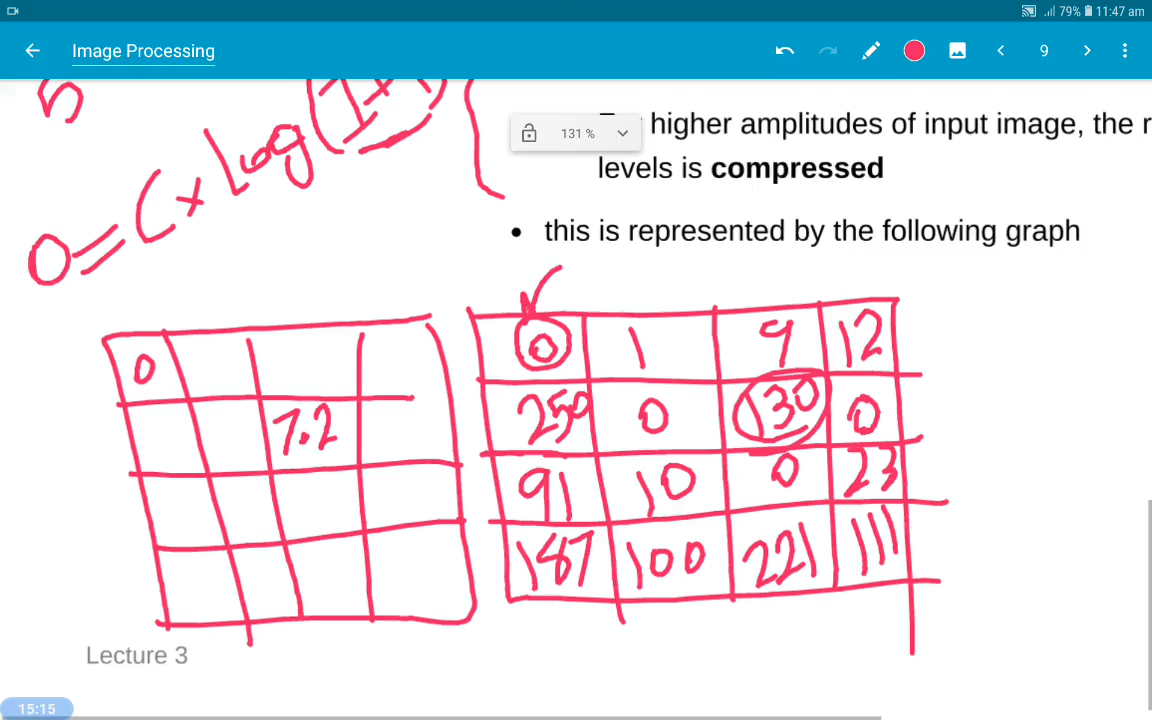 79% 11:47 am
Image Processing
9
131 %
higher amplitudes of input image, the r
levels is compressed
• this is represented by the following graph
5
O = C x Log(I+1)
0
7.2
0 1 9 12
250 0 130 0
91 10 0 23
187 100 221 111
Lecture 3
15:15